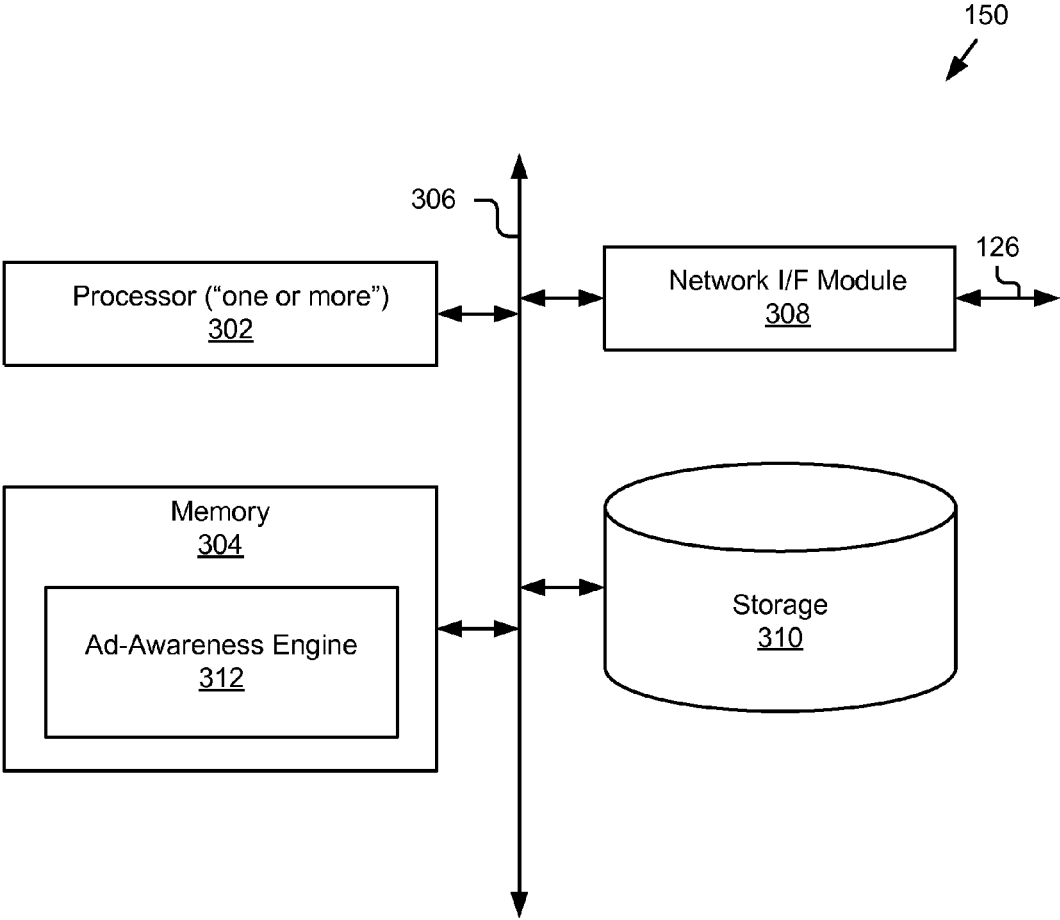 150
306
126
Processor (“one or more”)
302
Network I/F Module
308
Memory
304
Ad-Awareness Engine
312
Storage
310